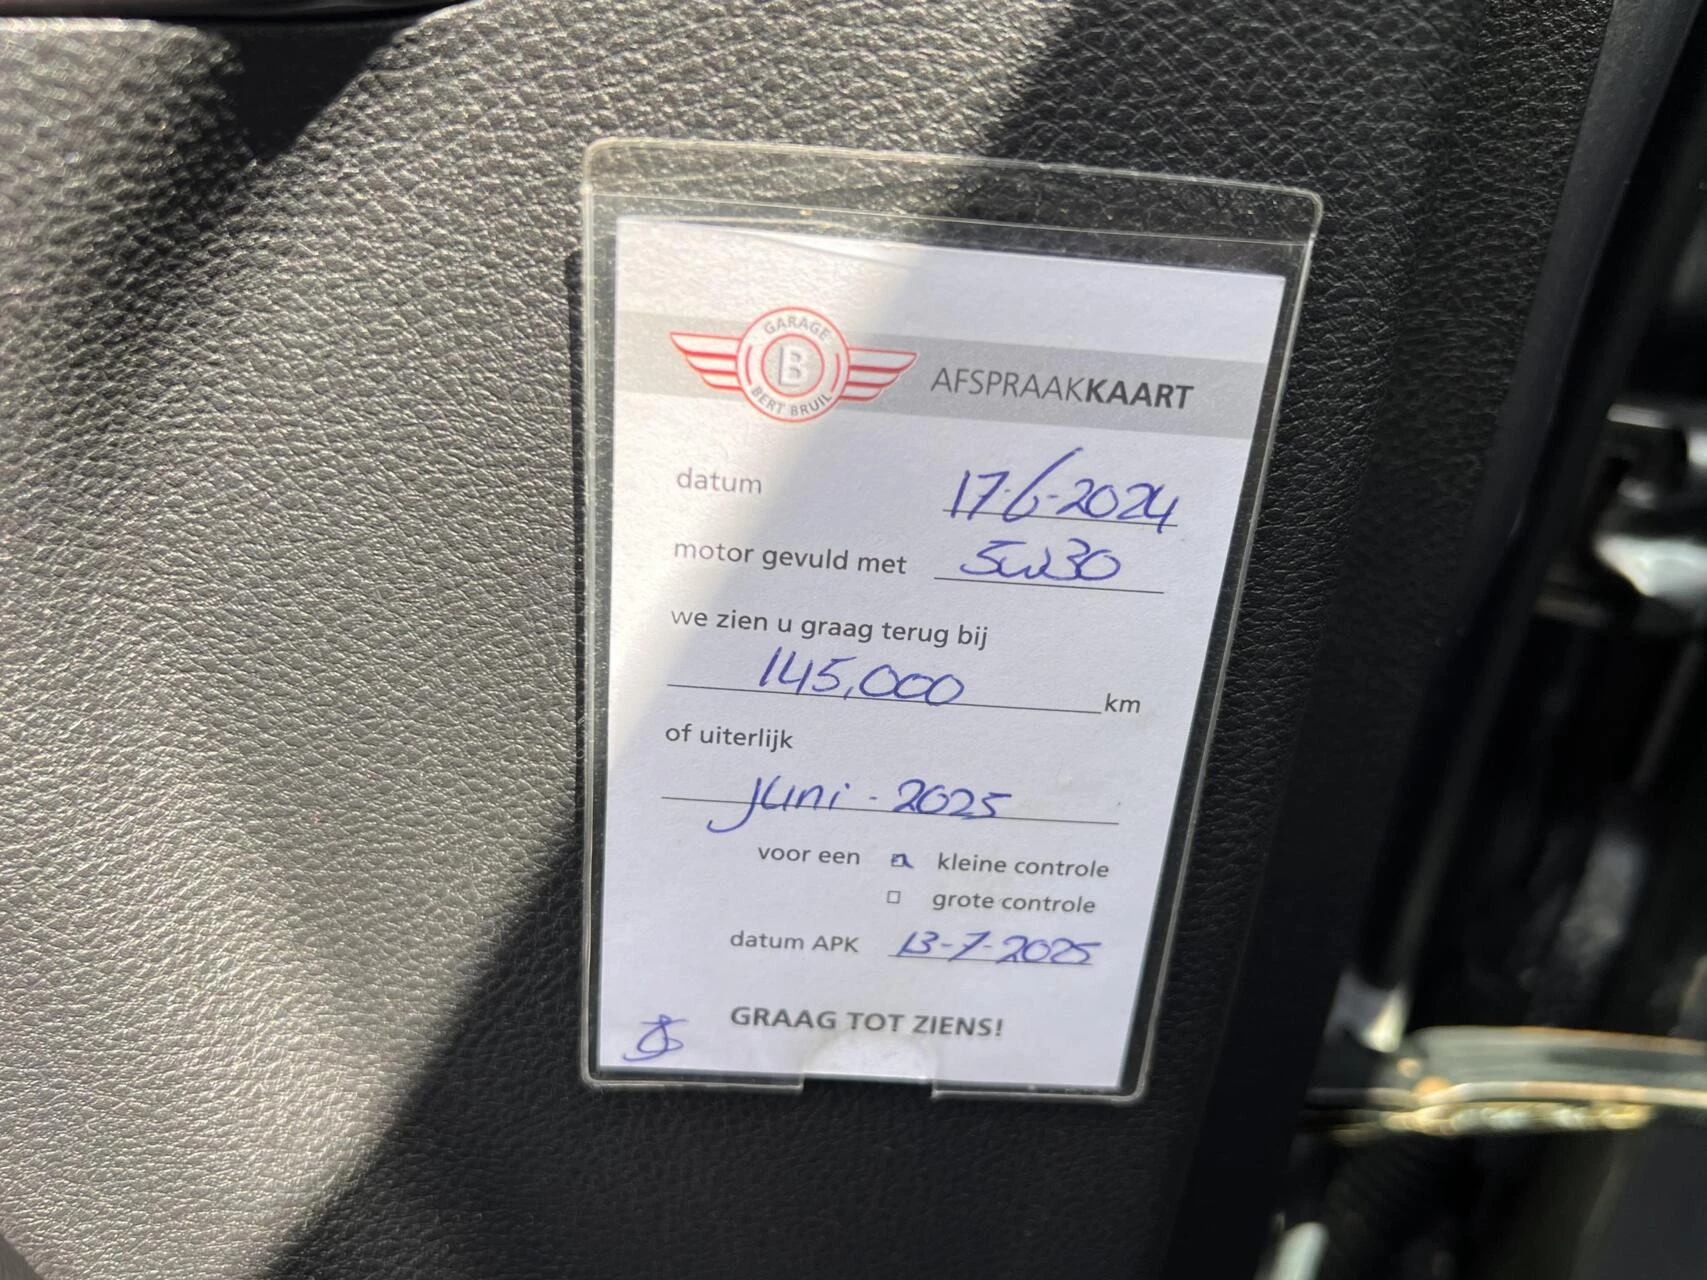 GARAGE
B
BERT BRUIL
AFSPRAAKKAART
datum 17-6-2024
motor gevuld met 5w30
we zien u graag terug bij
145,000 km
of uiterlijk
juni - 2025
voor een kleine controle
grote controle
datum APK 13-7-2025
GRAAG TOT ZIENS!